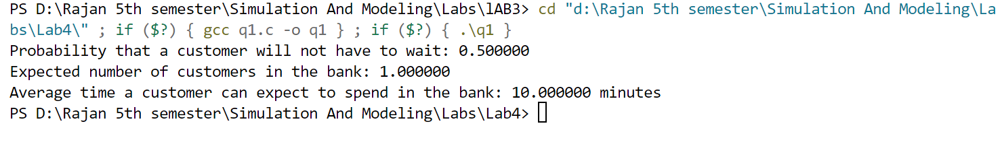 PS D:\Rajan 5th semester\Simulation And Modeling\Labs\lAB3> cd "d:\Rajan 5th semester\Simulation And Modeling\La
bs\Lab4\" ; if ($?) { gcc q1.c -o q1 } ; if ($?) { .\q1 }
Probability that a customer will not have to wait: 0.500000
Expected number of customers in the bank: 1.000000
Average time a customer can expect to spend in the bank: 10.000000 minutes
PS D:\Rajan 5th semester\Simulation And Modeling\Labs\Lab4>